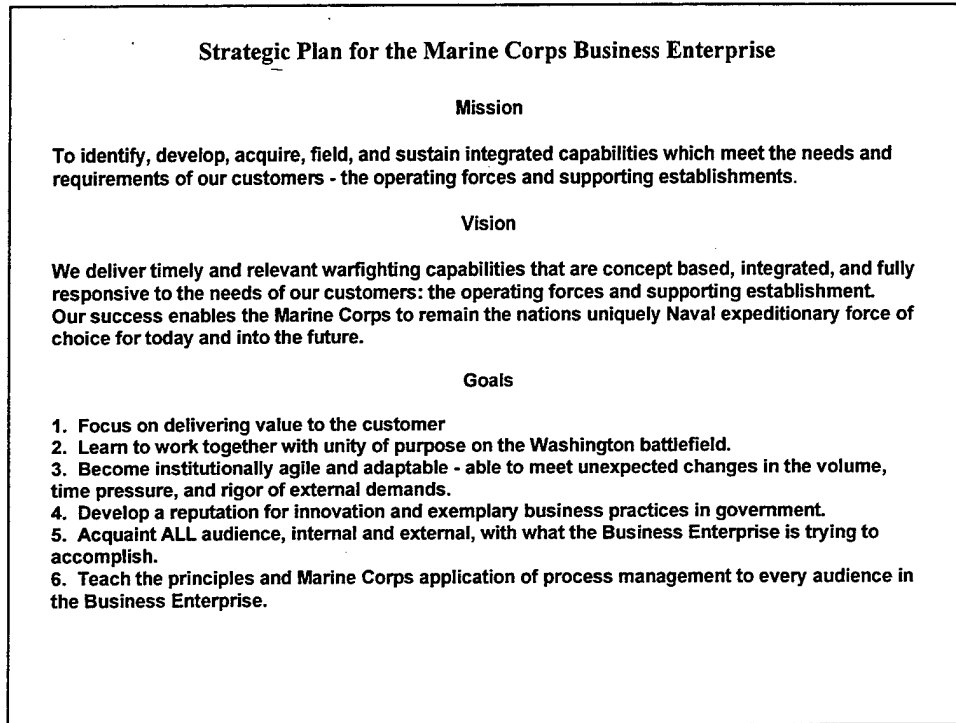 Strategic Plan for the Marine Corps Business Enterprise
Mission
To identify, develop, acquire, field, and sustain integrated capabilities which meet the needs and
requirements of our customers - the operating forces and supporting establishments.
Vision
We deliver timely and relevant warfighting capabilities that are concept based, integrated, and fully
responsive to the needs of our customers: the operating forces and supporting establishment.
Our success enables the Marine Corps to remain the nations uniquely Naval expeditionary force of
choice for today and into the future.
Goals
1. Focus on delivering value to the customer
2. Learn to work together with unity of purpose on the Washington battlefield.
3. Become institutionally agile and adaptable - able to meet unexpected changes in the volume,
time pressure, and rigor of external demands.
4. Develop a reputation for innovation and exemplary business practices in government.
5. Acquaint ALL audience, internal and external, with what the Business Enterprise is trying to
accomplish.
6. Teach the principles and Marine Corps application of process management to every audience in
the Business Enterprise.